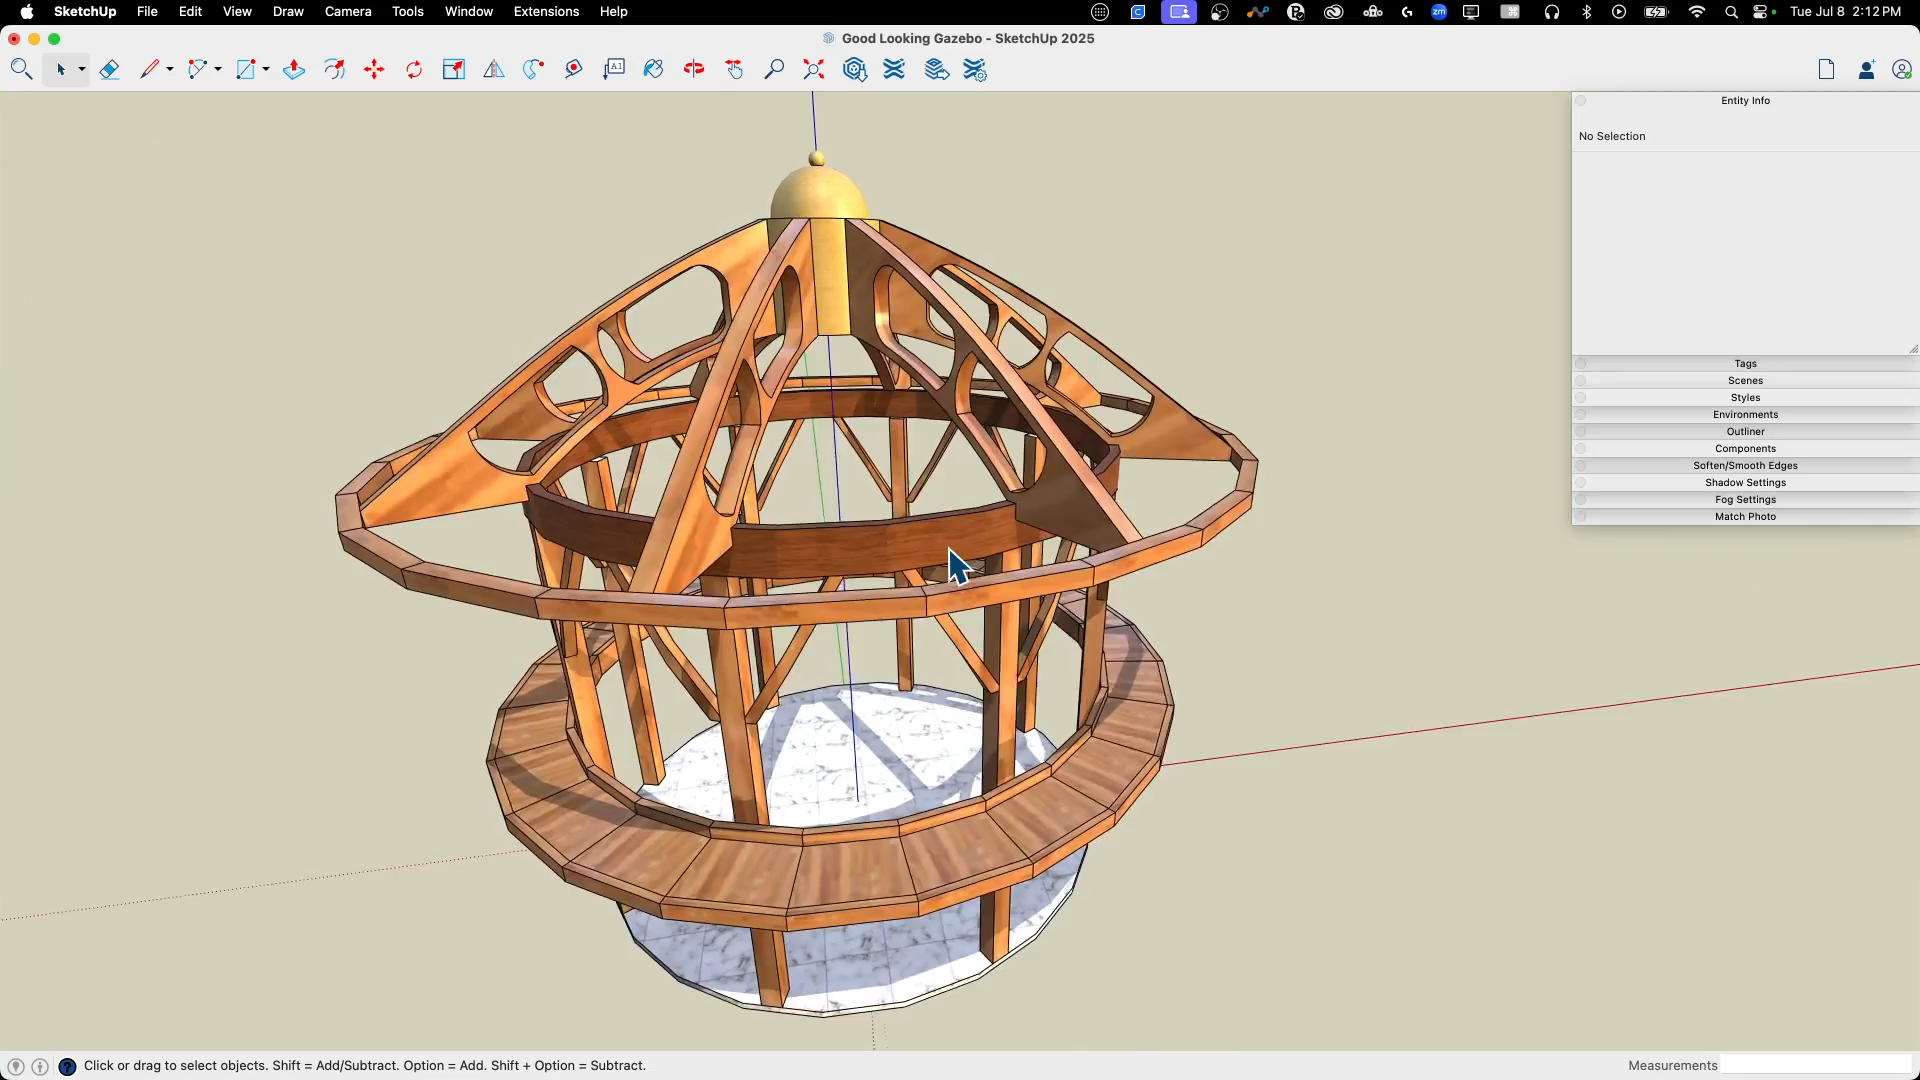 SketchUp File Edit View Draw Camera Tools Window Extensions Help
zm
Tue Jul 8 2:12 PM
Good Looking Gazebo - SketchUp 2025
A1
Entity Info
No Selection
Tags
Scenes
Styles
Environments
Outliner
Components
Soften/Smooth Edges
Shadow Settings
Fog Settings
Match Photo
Click or drag to select objects. Shift = Add/Subtract. Option = Add. Shift + Option = Subtract.
Measurements